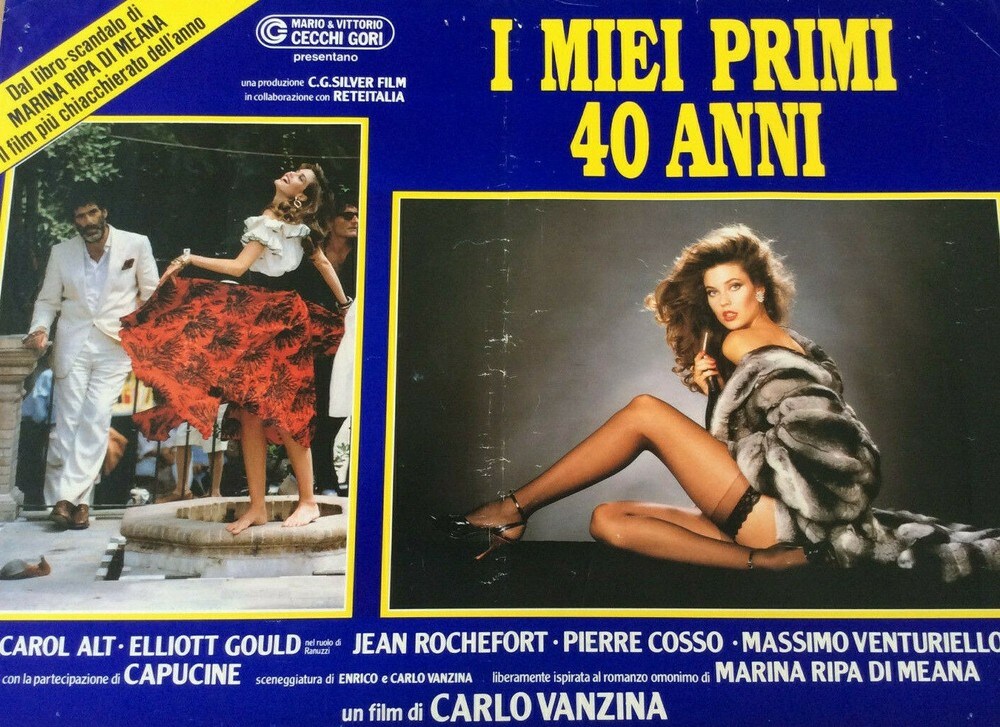 Dal libro-scandalo di
MARINA RIPA DI MEANA
il film più chiacchierato dell'anno
MARIO & VITTORIO
CECCHI GORI
presentano
una produzione C.G.SILVER FILM
in collaborazione con RETEITALIA
I MIEI PRIMI
40 ANNI
CAROL ALT · ELLIOTT GOULD nel ruolo di Ranuzzi JEAN ROCHEFORT · PIERRE COSSO · MASSIMO VENTURIELLO
con la partecipazione di CAPUCINE sceneggiatura di ENRICO e CARLO VANZINA liberamente ispirata al romanzo omonimo di MARINA RIPA DI MEANA
un film di CARLO VANZINA